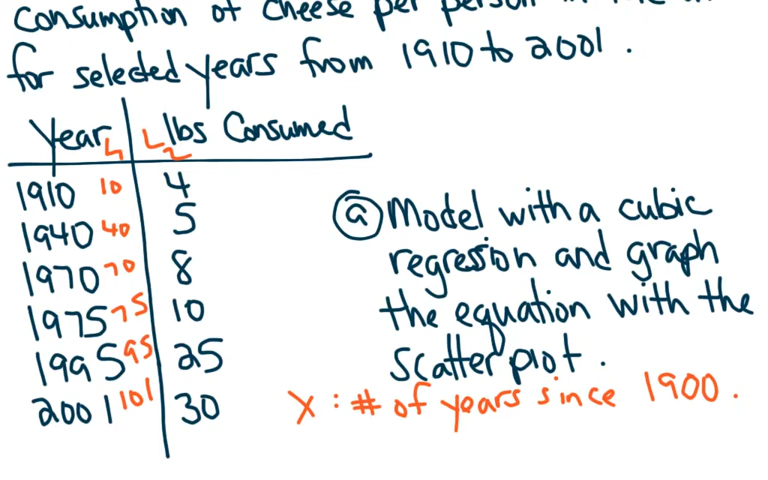 Consumption of Cheese per person in
for selected years from 1910 to 2001.
Year L1 L2 lbs Consumed
1910 10 4
1940 40 5
1970 70 8
1975 75 10
1995 95 25
2001 101 30
(a) Model with a cubic
regression and graph
the equation with the
scatter plot.
X : # of years since 1900.